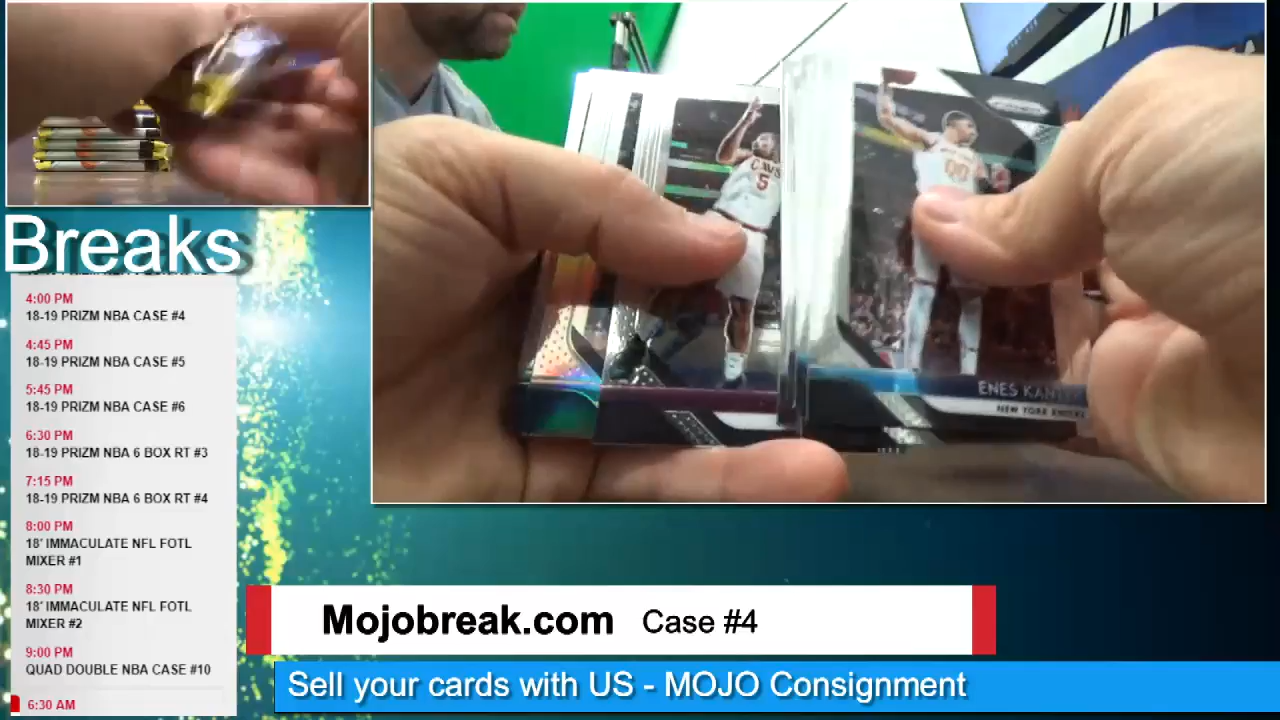 Breaks
4:00 PM
18-19 PRIZM NBA CASE #4
4:45 PM
18-19 PRIZM NBA CASE #5
5:45 PM
18-19 PRIZM NBA CASE #6
6:30 PM
18-19 PRIZM NBA 6 BOX RT #3
7:15 PM
18-19 PRIZM NBA 6 BOX RT #4
8:00 PM
18' IMMACULATE NFL FOTL
MIXER #1
8:30 PM
18' IMMACULATE NFL FOTL
MIXER #2
9:00 PM
QUAD DOUBLE NBA CASE #10
6:30 AM
CAVS
5
00
ENES KANTER
NEW YORK KNICKS
Mojobreak.com Case #4
Sell your cards with US - MOJO Consignment